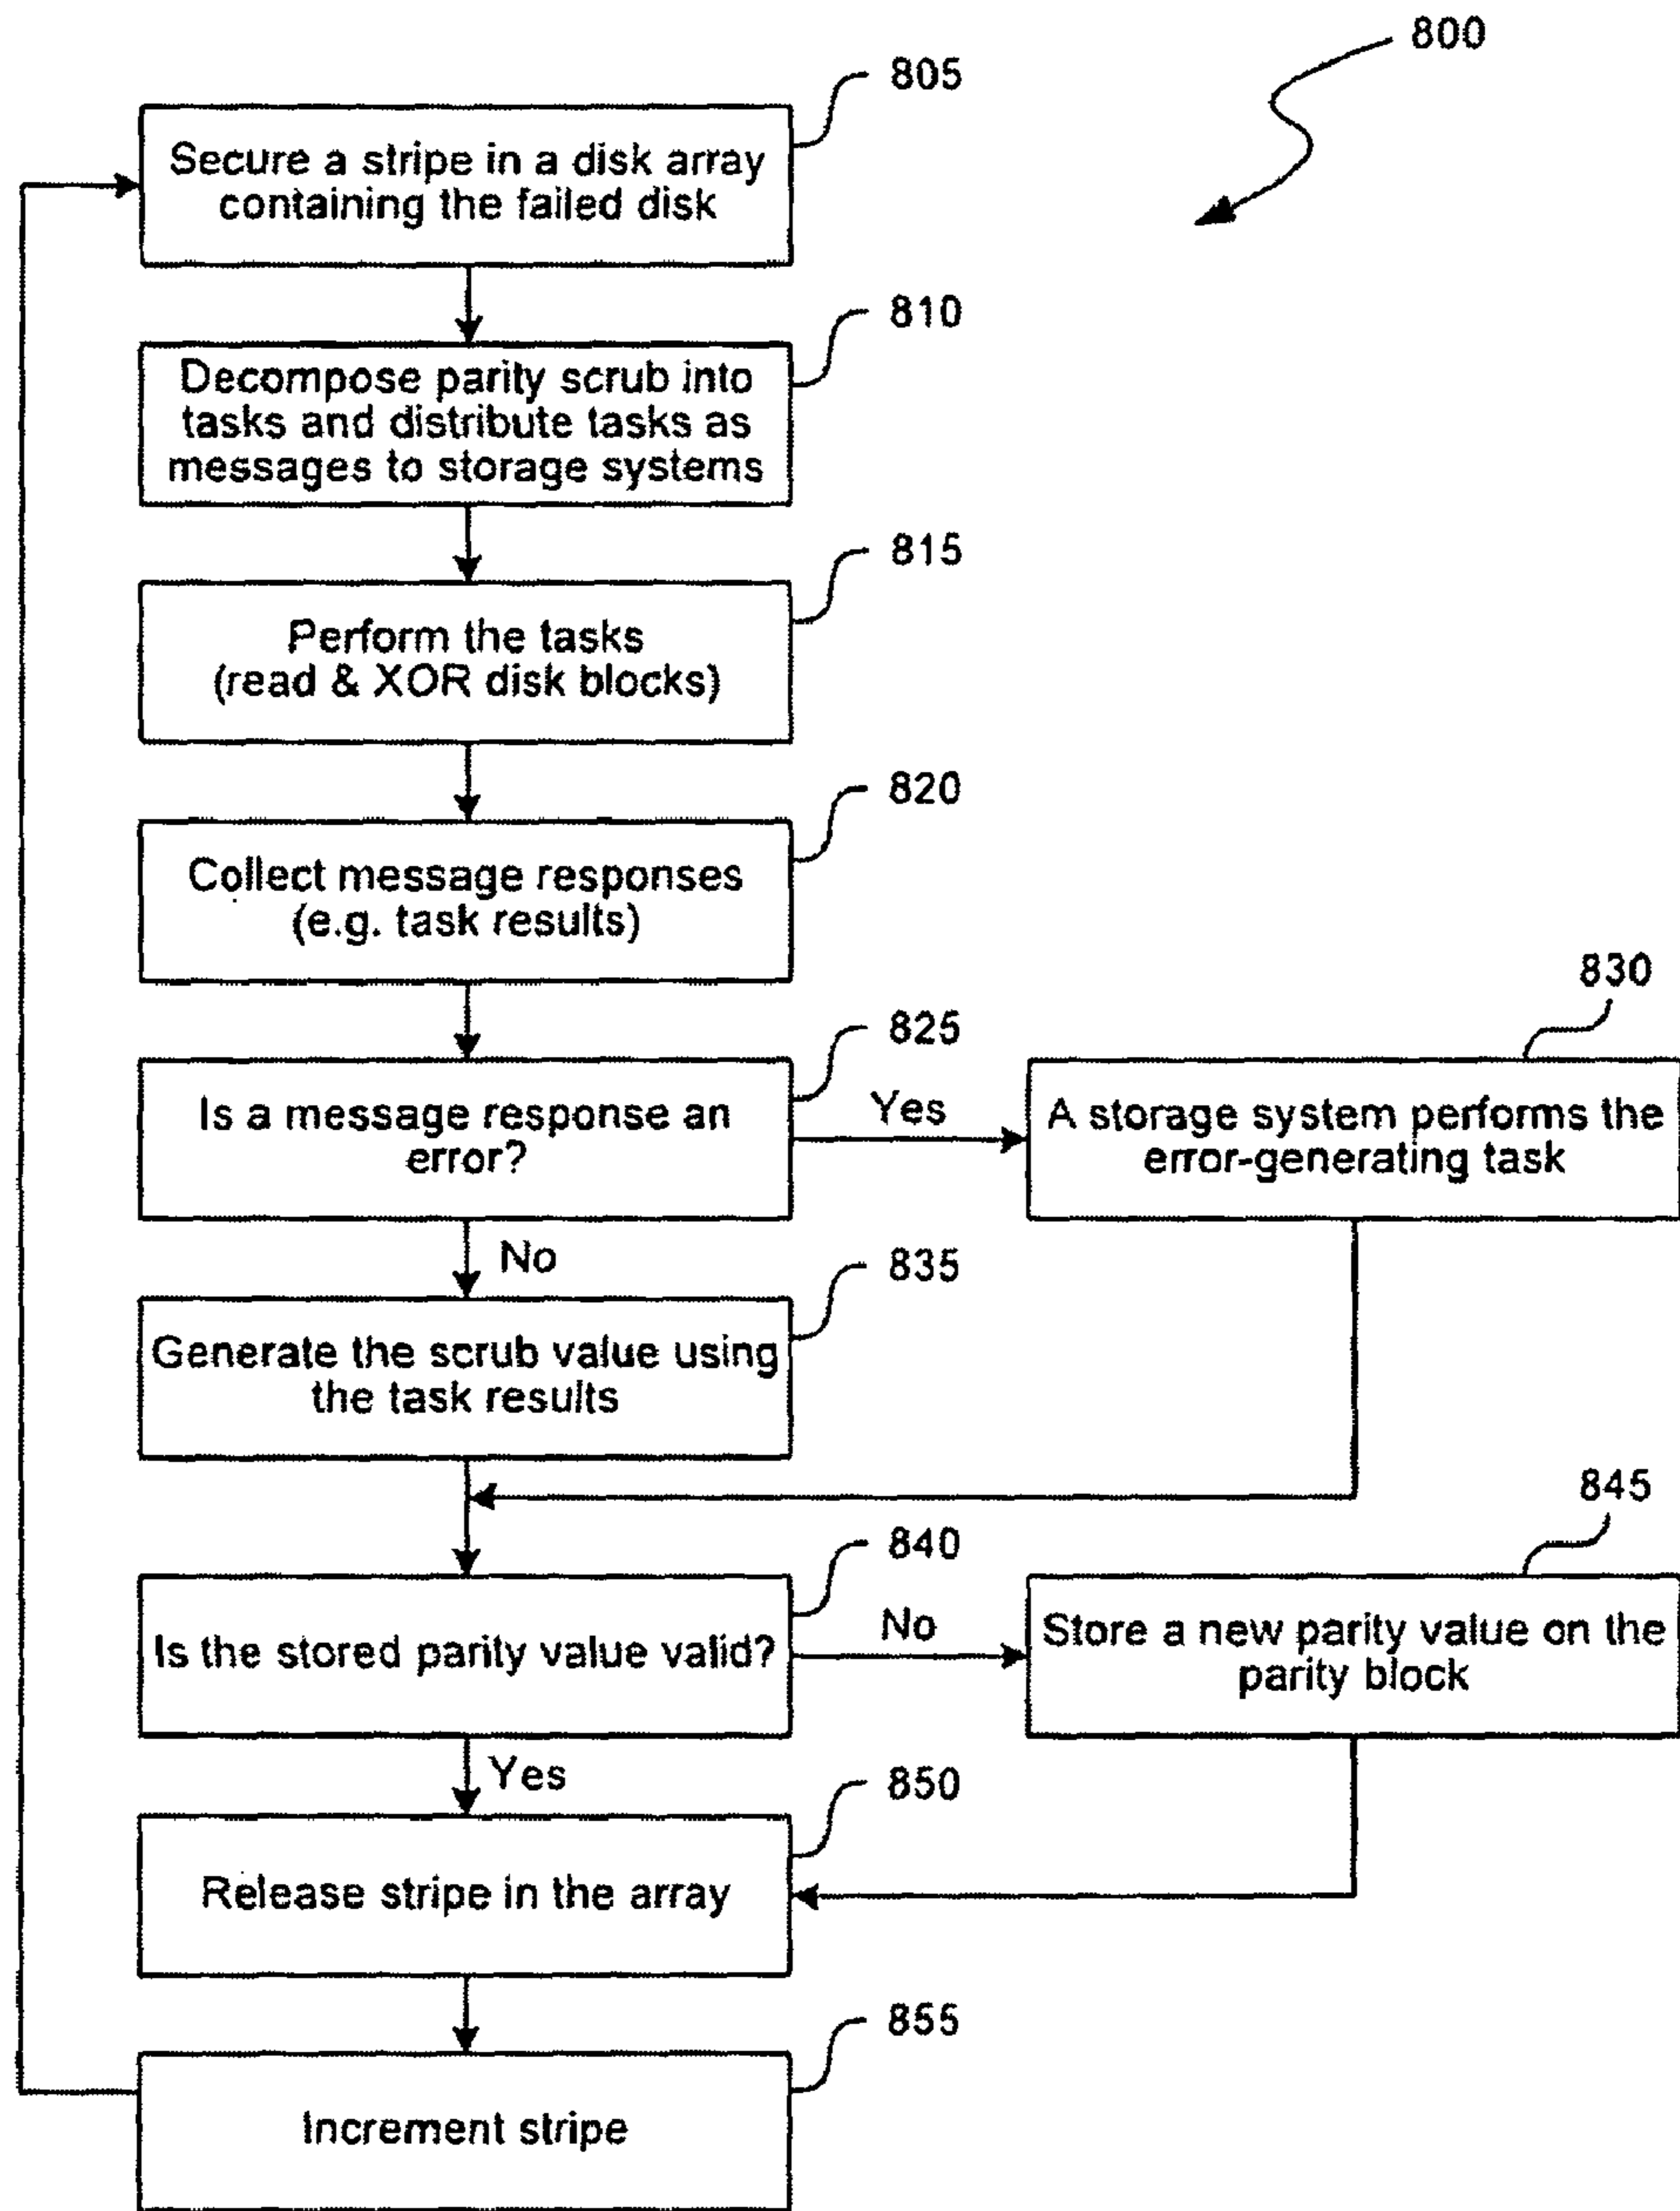 800
805
Secure a stripe in a disk array
containing the failed disk
810
Decompose parity scrub into
tasks and distribute tasks as
messages to storage systems
815
Perform the tasks
(read & XOR disk blocks)
820
Collect message responses
(e.g. task results)
825
Is a message response an
error?
Yes
830
A storage system performs the
error-generating task
No
835
Generate the scrub value using
the task results
840
Is the stored parity value valid?
No
845
Store a new parity value on the
parity block
Yes
850
Release stripe in the array
855
Increment stripe